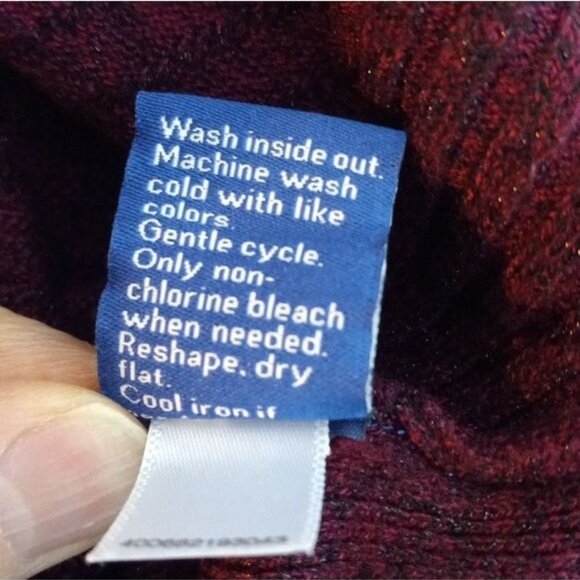 Wash inside out.
Machine wash
cold with like
colors.
Gentle cycle.
Only non-
chlorine bleach
when needed.
Reshape, dry
flat.
Cool iron if